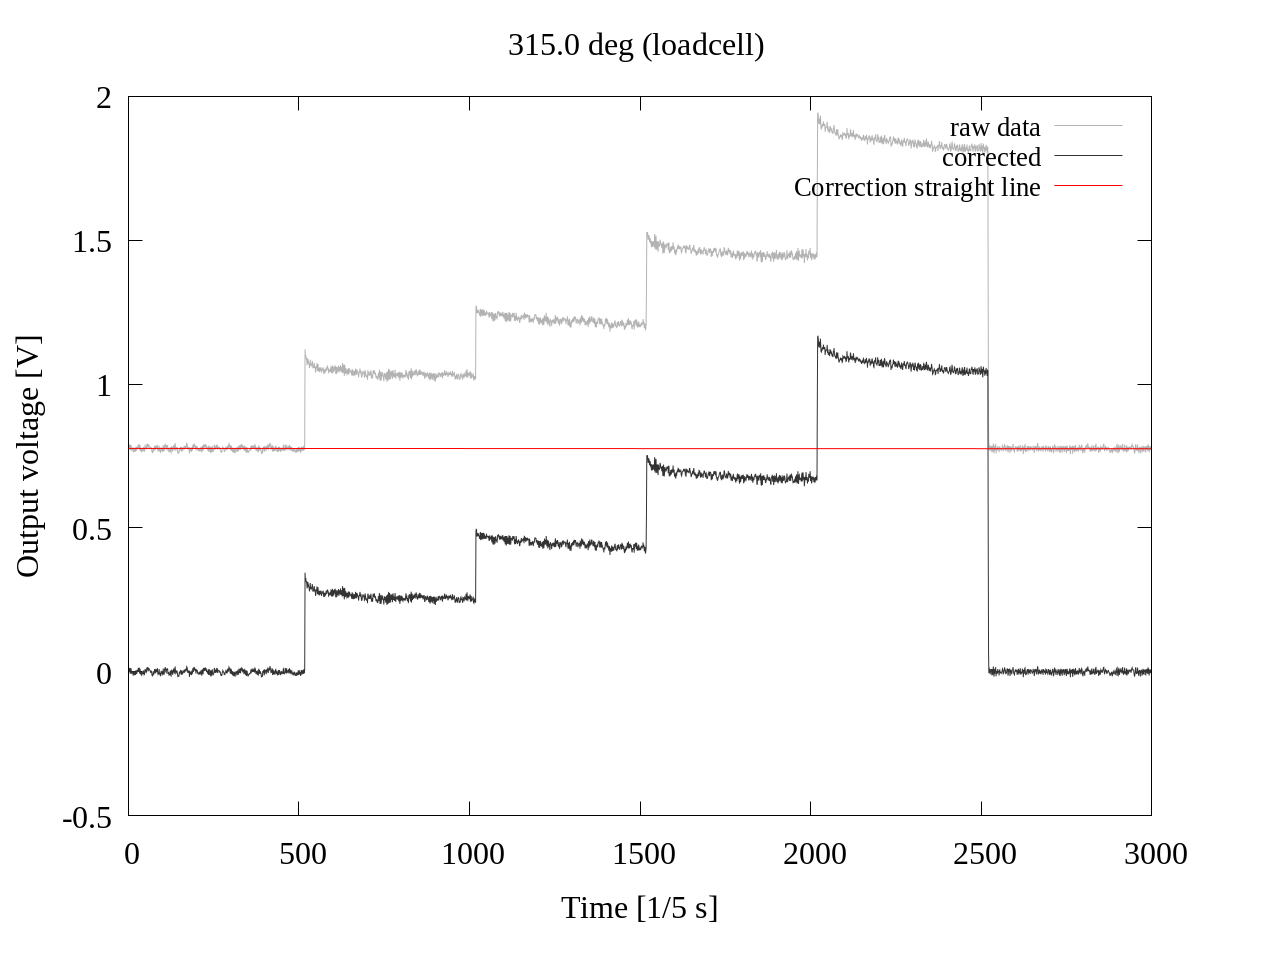 315.0 deg (loadcell)
2
1.5
1
0.5
0
-0.5
raw data
corrected
Correction straight line
Output voltage [V]
0 500 1000 1500 2000 2500 3000
Time [1/5 s]